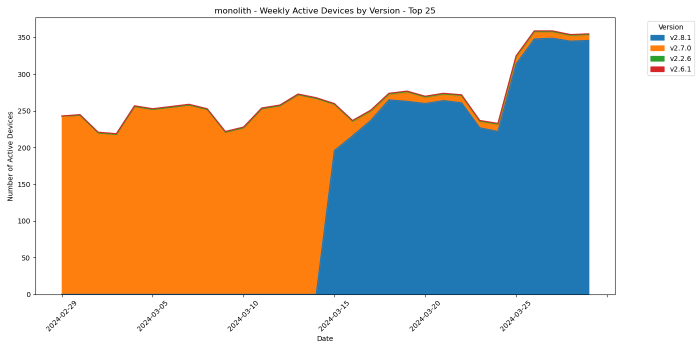 monolith - Weekly Active Devices by Version - Top 25
Version
v2.8.1
v2.7.0
v2.2.6
v2.6.1
Number of Active Devices
350
300
250
200
150
100
50
0
2024-02-29
2024-03-05
2024-03-10
2024-03-15
2024-03-20
2024-03-25
Date